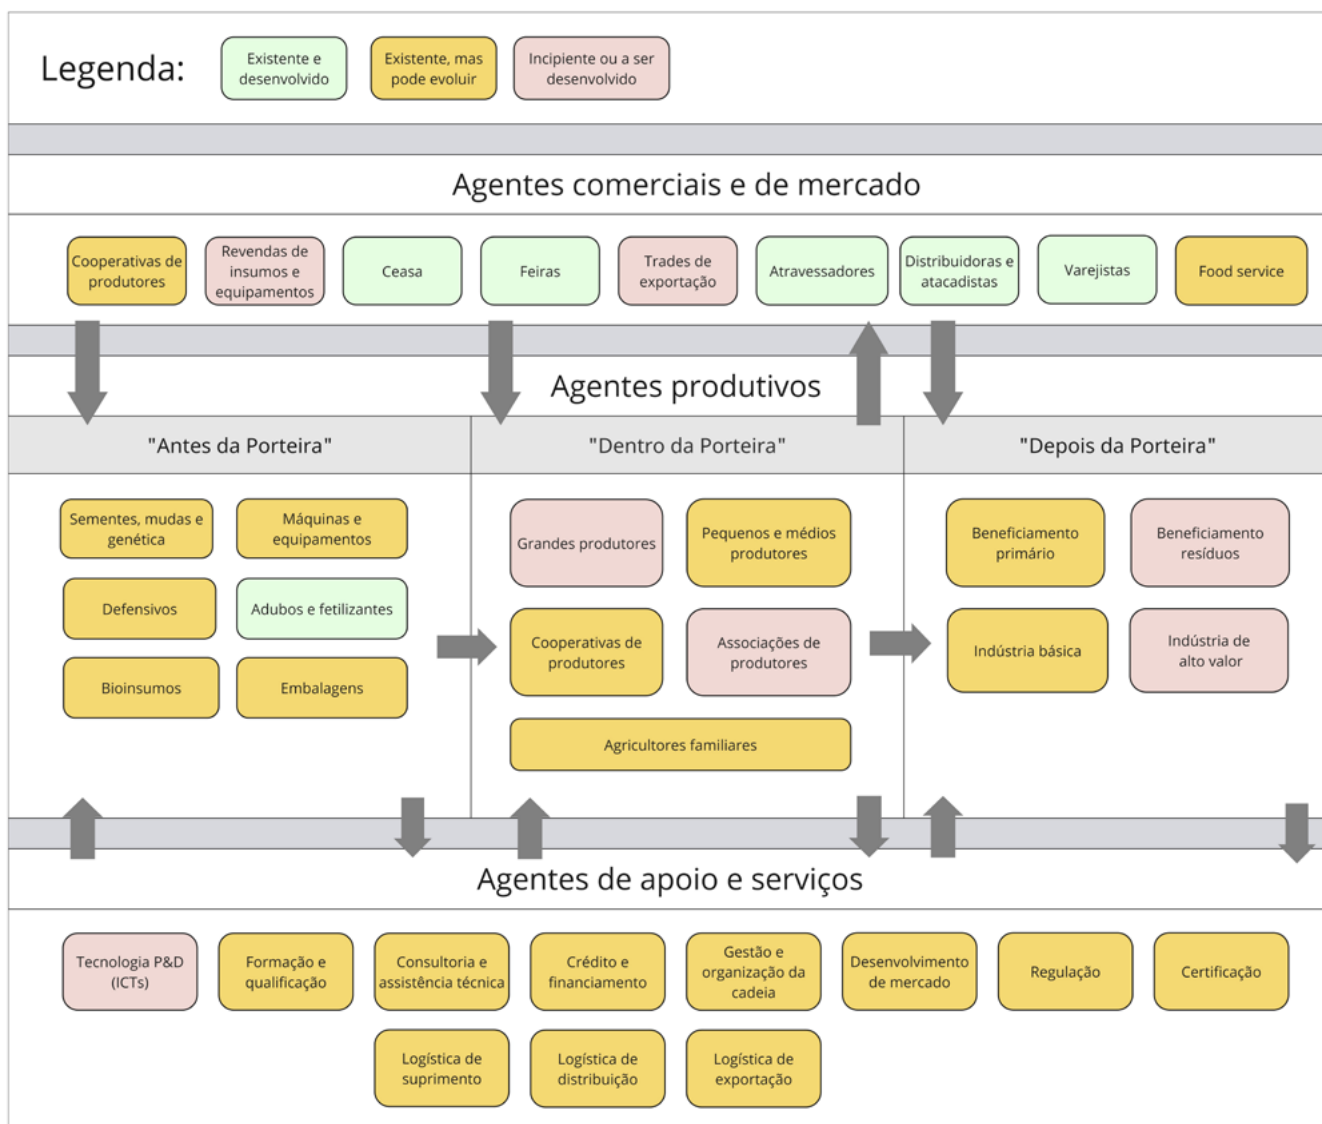 Legenda:
Existente e
desenvolvido
Existente, mas
pode evoluir
Incipiente ou a ser
desenvolvido
Agentes comerciais e de mercado
Cooperativas de
produtores
Revendas de
insumos e
equipamentos
Ceasa
Feiras
Trades de
exportação
Atravessadores
Distribuidoras e
atacadistas
Varejistas
Food service
Agentes produtivos
"Antes da Porteira"
"Dentro da Porteira"
"Depois da Porteira"
Sementes, mudas e
genética
Máquinas e
equipamentos
Defensivos
Adubos e fetilizantes
Bioinsumos
Embalagens
Grandes produtores
Pequenos e médios
produtores
Cooperativas de
produtores
Associações de
produtores
Agricultores familiares
Beneficiamento
primário
Beneficiamento
resíduos
Indústria básica
Indústria de
alto valor
Agentes de apoio e serviços
Tecnologia P&D
(ICTs)
Formação e
qualificação
Consultoria e
assistência técnica
Crédito e
financiamento
Gestão e
organização da
cadeia
Desenvolvimento
de mercado
Regulação
Certificação
Logística de
suprimento
Logística de
distribuição
Logística de
exportação